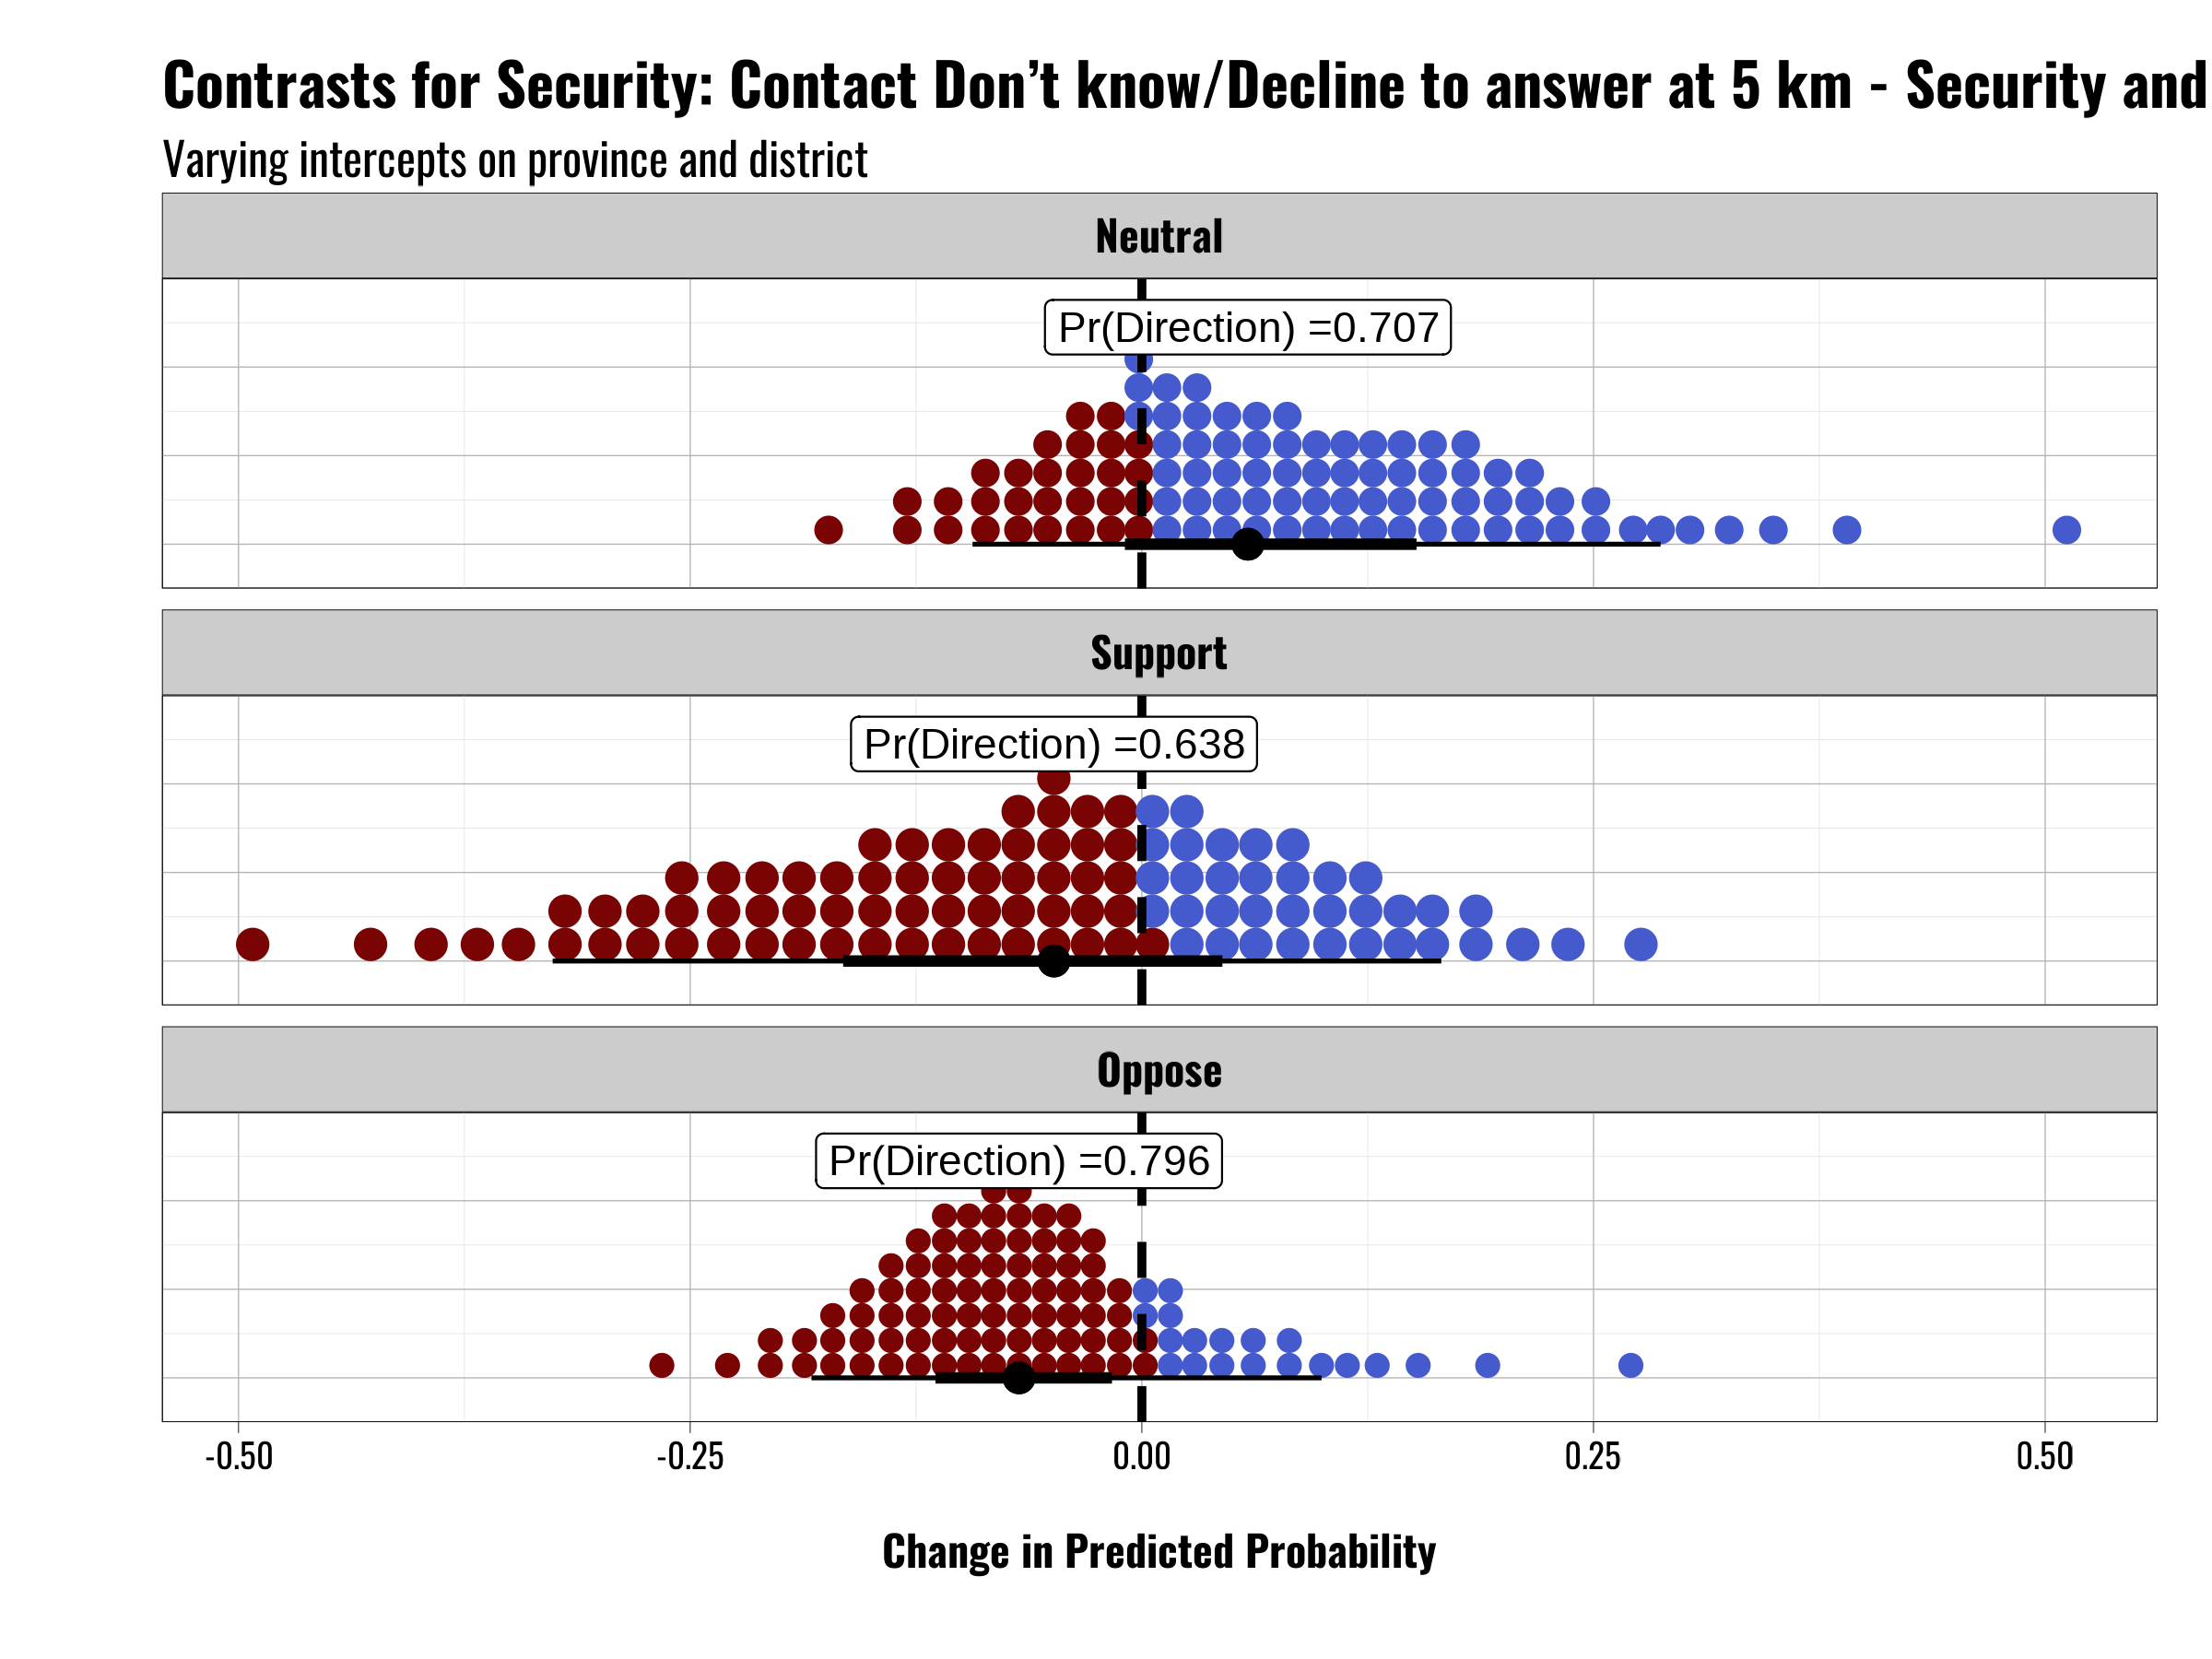 Contrasts for Security: Contact Don’t know/Decline to answer at 5 km - Security and
Varying intercepts on province and district
Neutral
Pr(Direction) =0.707
Support
Pr(Direction) =0.638
Oppose
Pr(Direction) =0.796
-0.50 -0.25 0.00 0.25 0.50
Change in Predicted Probability